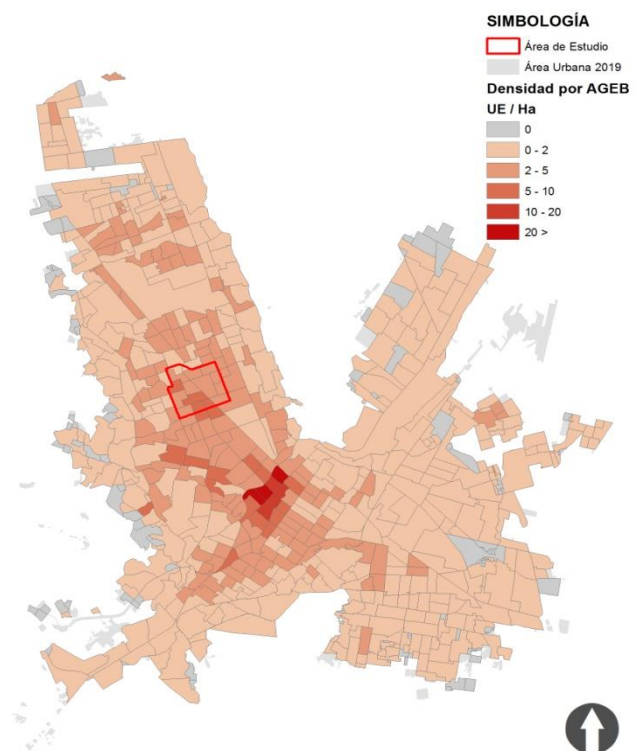 SIMBOLOGÍA
Área de Estudio
Área Urbana 2019
Densidad por AGEB
UE / Ha
0
0 - 2
2 - 5
5 - 10
10 - 20
20 >